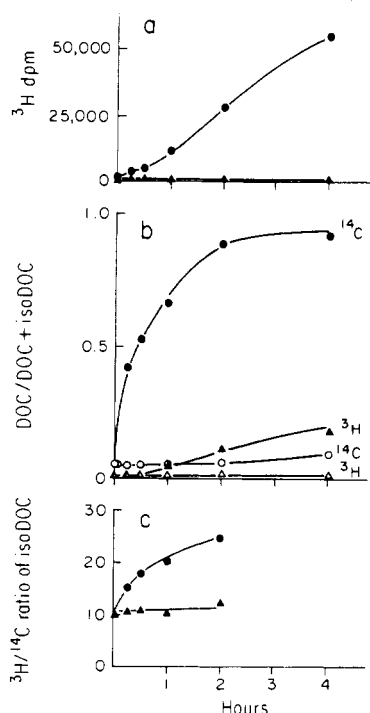 a
³H dpm
50,000
25,000
0
b
DOC/DOC + isoDOC
1.0
0.5
0
¹⁴C
³H
¹⁴C
³H
c
³H/¹⁴C ratio of isoDOC
30
20
10
0
1
2
3
4
Hours